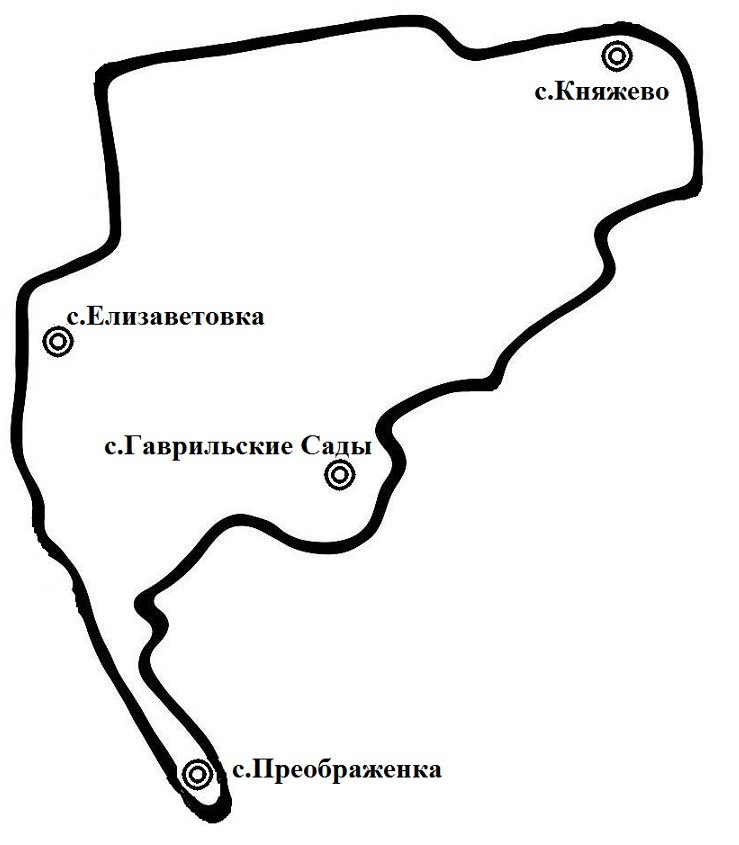 с.Княжево
с.Елизаветовка
с.Гаврильские Сады
с.Преображенка